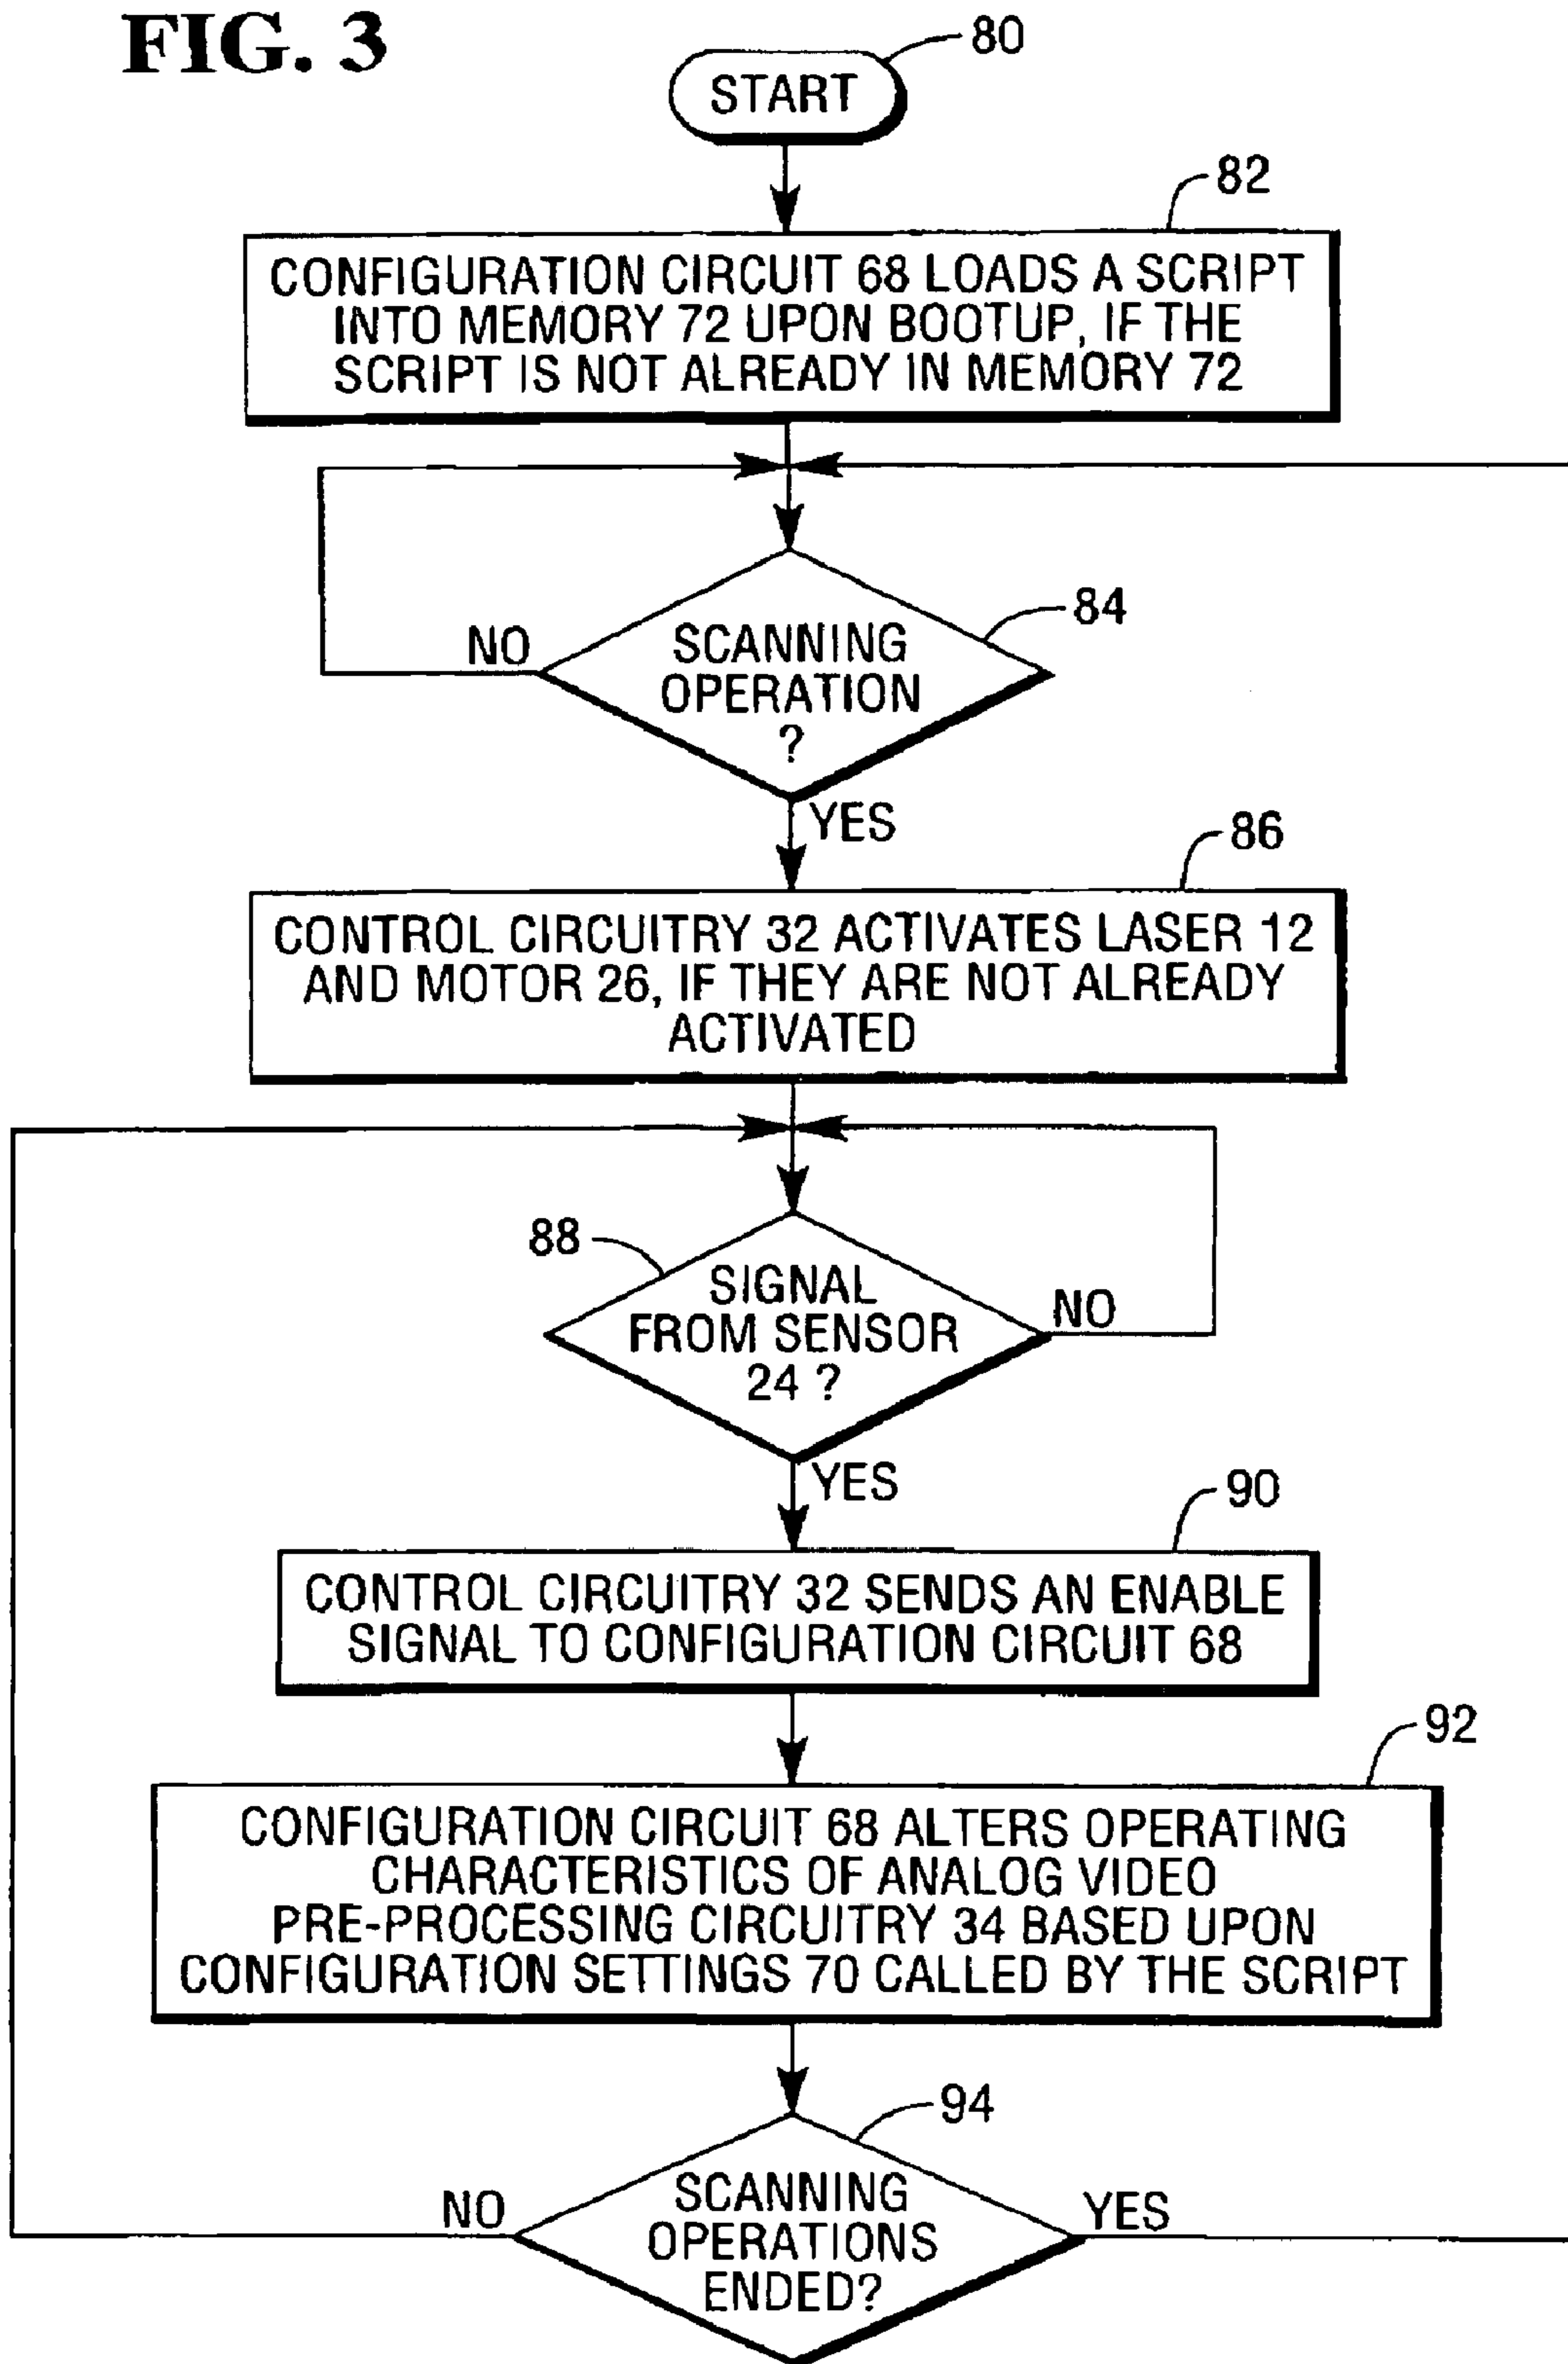 FIG. 3
80
START
82
CONFIGURATION CIRCUIT 68 LOADS A SCRIPT
INTO MEMORY 72 UPON BOOTUP, IF THE
SCRIPT IS NOT ALREADY IN MEMORY 72
84
NO
SCANNING
OPERATION
?
YES
86
CONTROL CIRCUITRY 32 ACTIVATES LASER 12
AND MOTOR 26, IF THEY ARE NOT ALREADY
ACTIVATED
88
SIGNAL
FROM SENSOR
24 ?
NO
YES
90
CONTROL CIRCUITRY 32 SENDS AN ENABLE
SIGNAL TO CONFIGURATION CIRCUIT 68
92
CONFIGURATION CIRCUIT 68 ALTERS OPERATING
CHARACTERISTICS OF ANALOG VIDEO
PRE-PROCESSING CIRCUITRY 34 BASED UPON
CONFIGURATION SETTINGS 70 CALLED BY THE SCRIPT
94
NO
SCANNING
OPERATIONS
ENDED?
YES